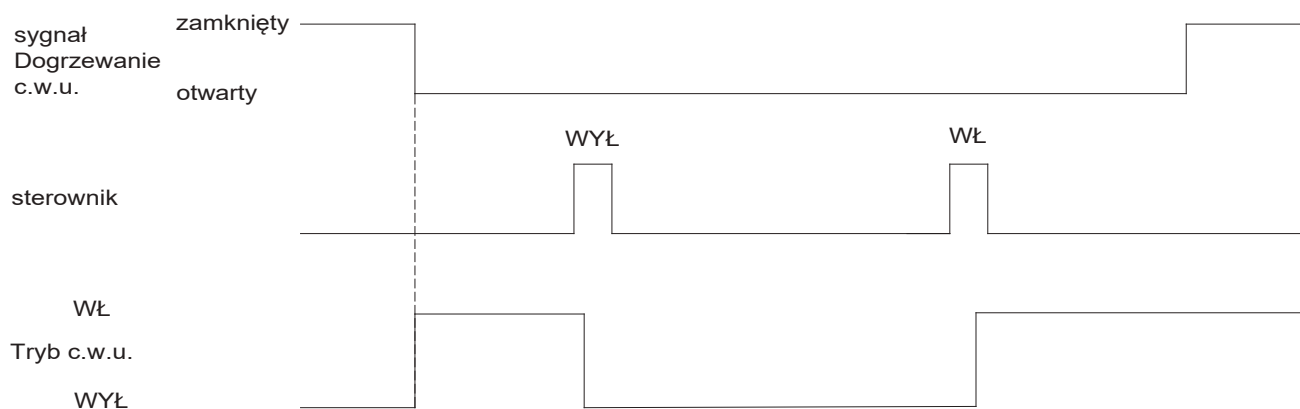 zamknięty
sygnał
Dogrzewanie
c.w.u.
otwarty
WYŁ
WŁ
sterownik
WŁ
Tryb c.w.u.
WYŁ